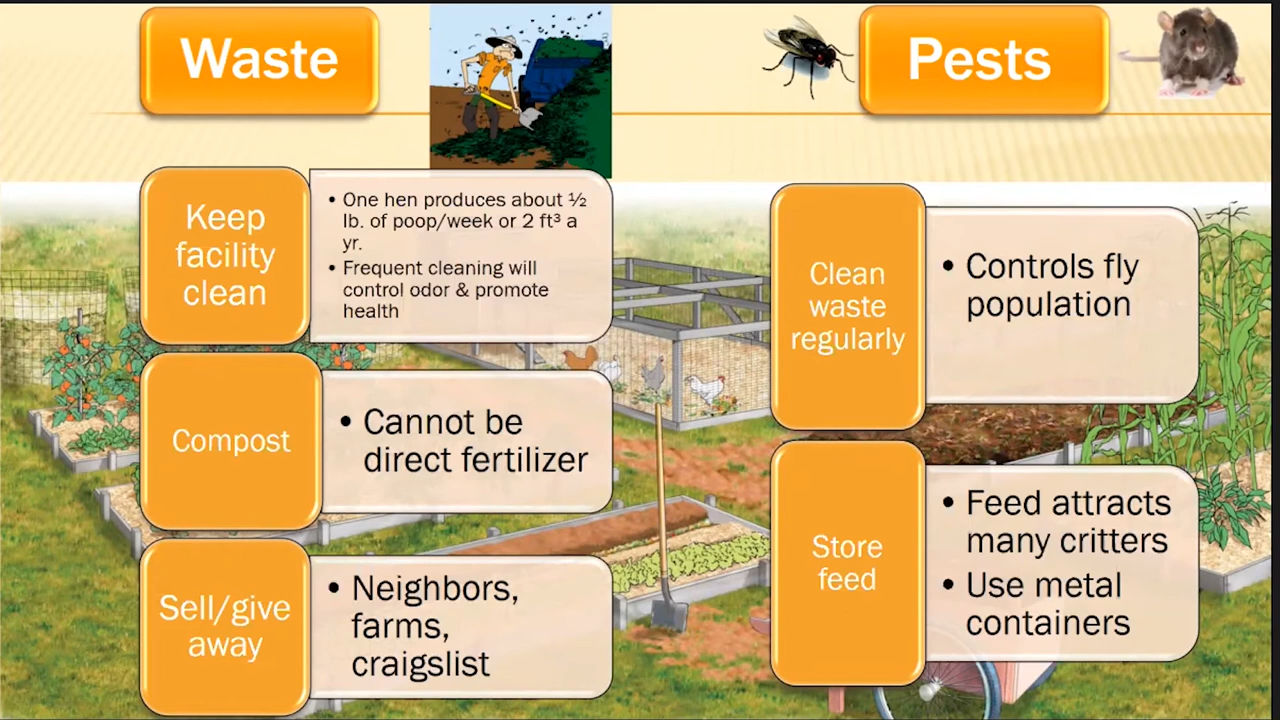 Waste
Keep
facility
clean
• One hen produces about ½
lb. of poop/week or 2 ft³ a
yr.
• Frequent cleaning will
control odor & promote
health
Compost
• Cannot be
direct fertilizer
Sell/give
away
• Neighbors,
farms,
craigslist
Pests
Clean
waste
regularly
• Controls fly
population
Store
feed
• Feed attracts
many critters
• Use metal
containers